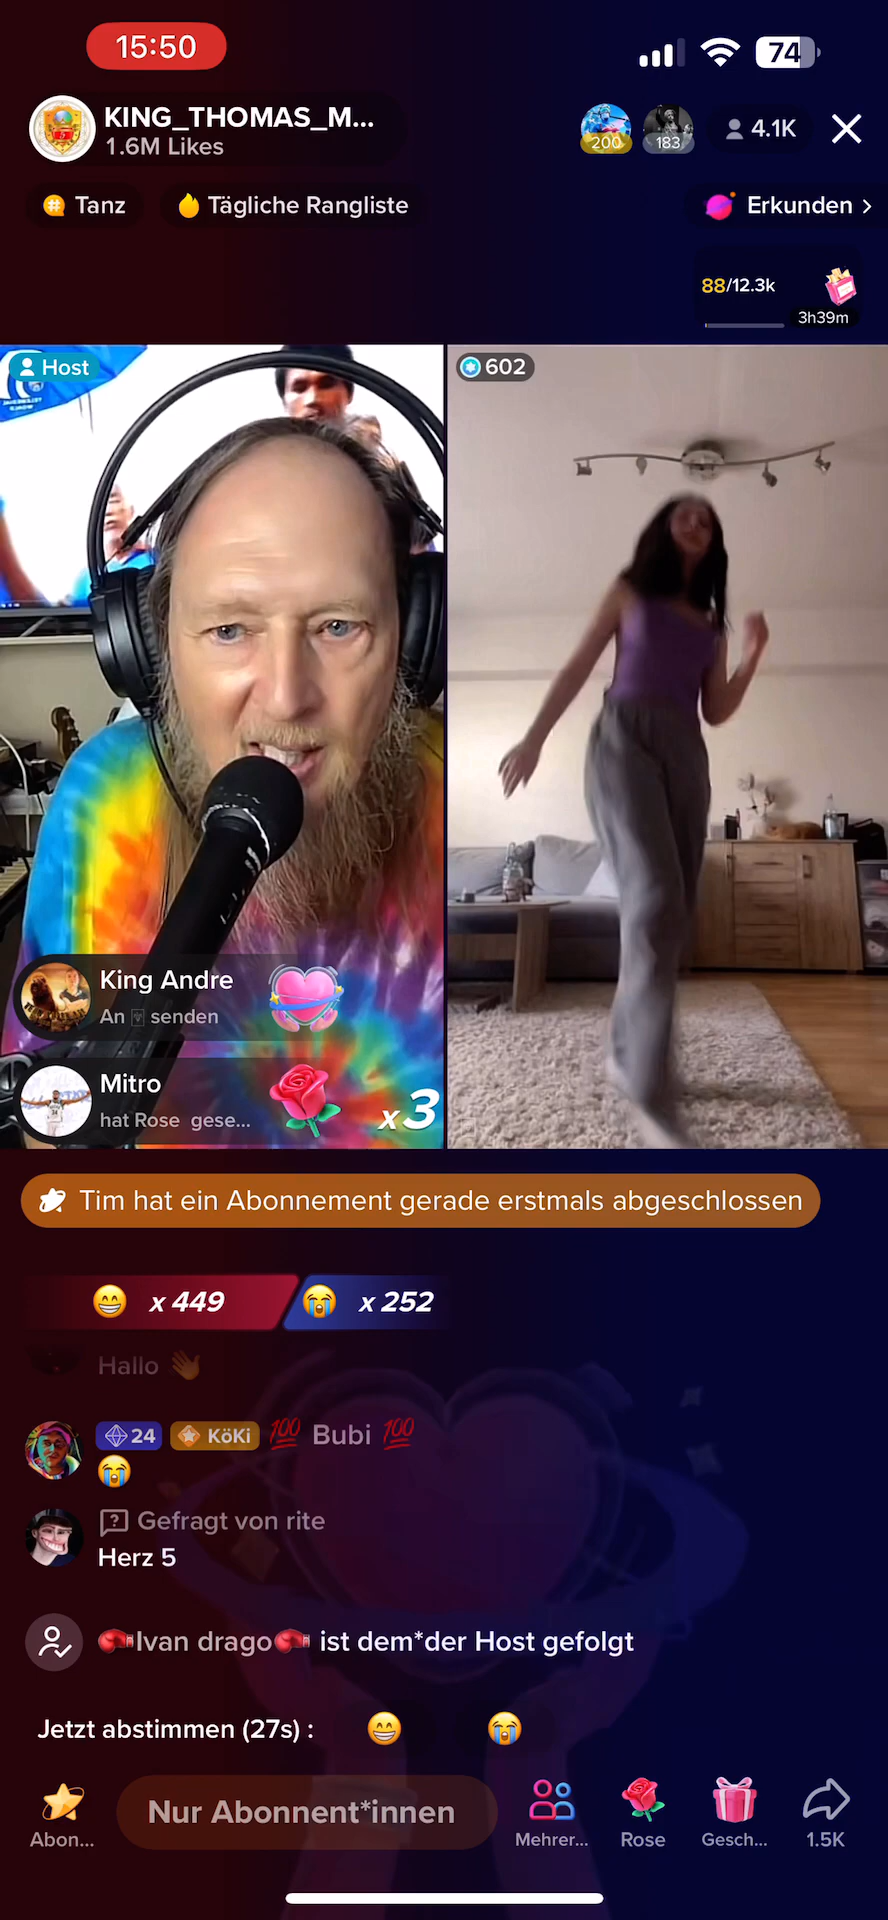 15:50
74
KING_THOMAS_M...
1.6M Likes
200
183
4.1K
Tanz
Tägliche Rangliste
Erkunden >
88/12.3k
3h39m
Host
602
King Andre
An senden
Mitro
hat Rose gese...
x3
Tim hat ein Abonnement gerade erstmals abgeschlossen
x 449
x 252
Hallo 👋
24 KöKi 💯 Bubi 💯
😭
Gefragt von rite
Herz 5
🥊Ivan drago🥊 ist dem*der Host gefolgt
Jetzt abstimmen (27s) : 😁 😭
Nur Abonnent*innen
Abon...
Mehrer...
Rose
Gesch...
1.5K